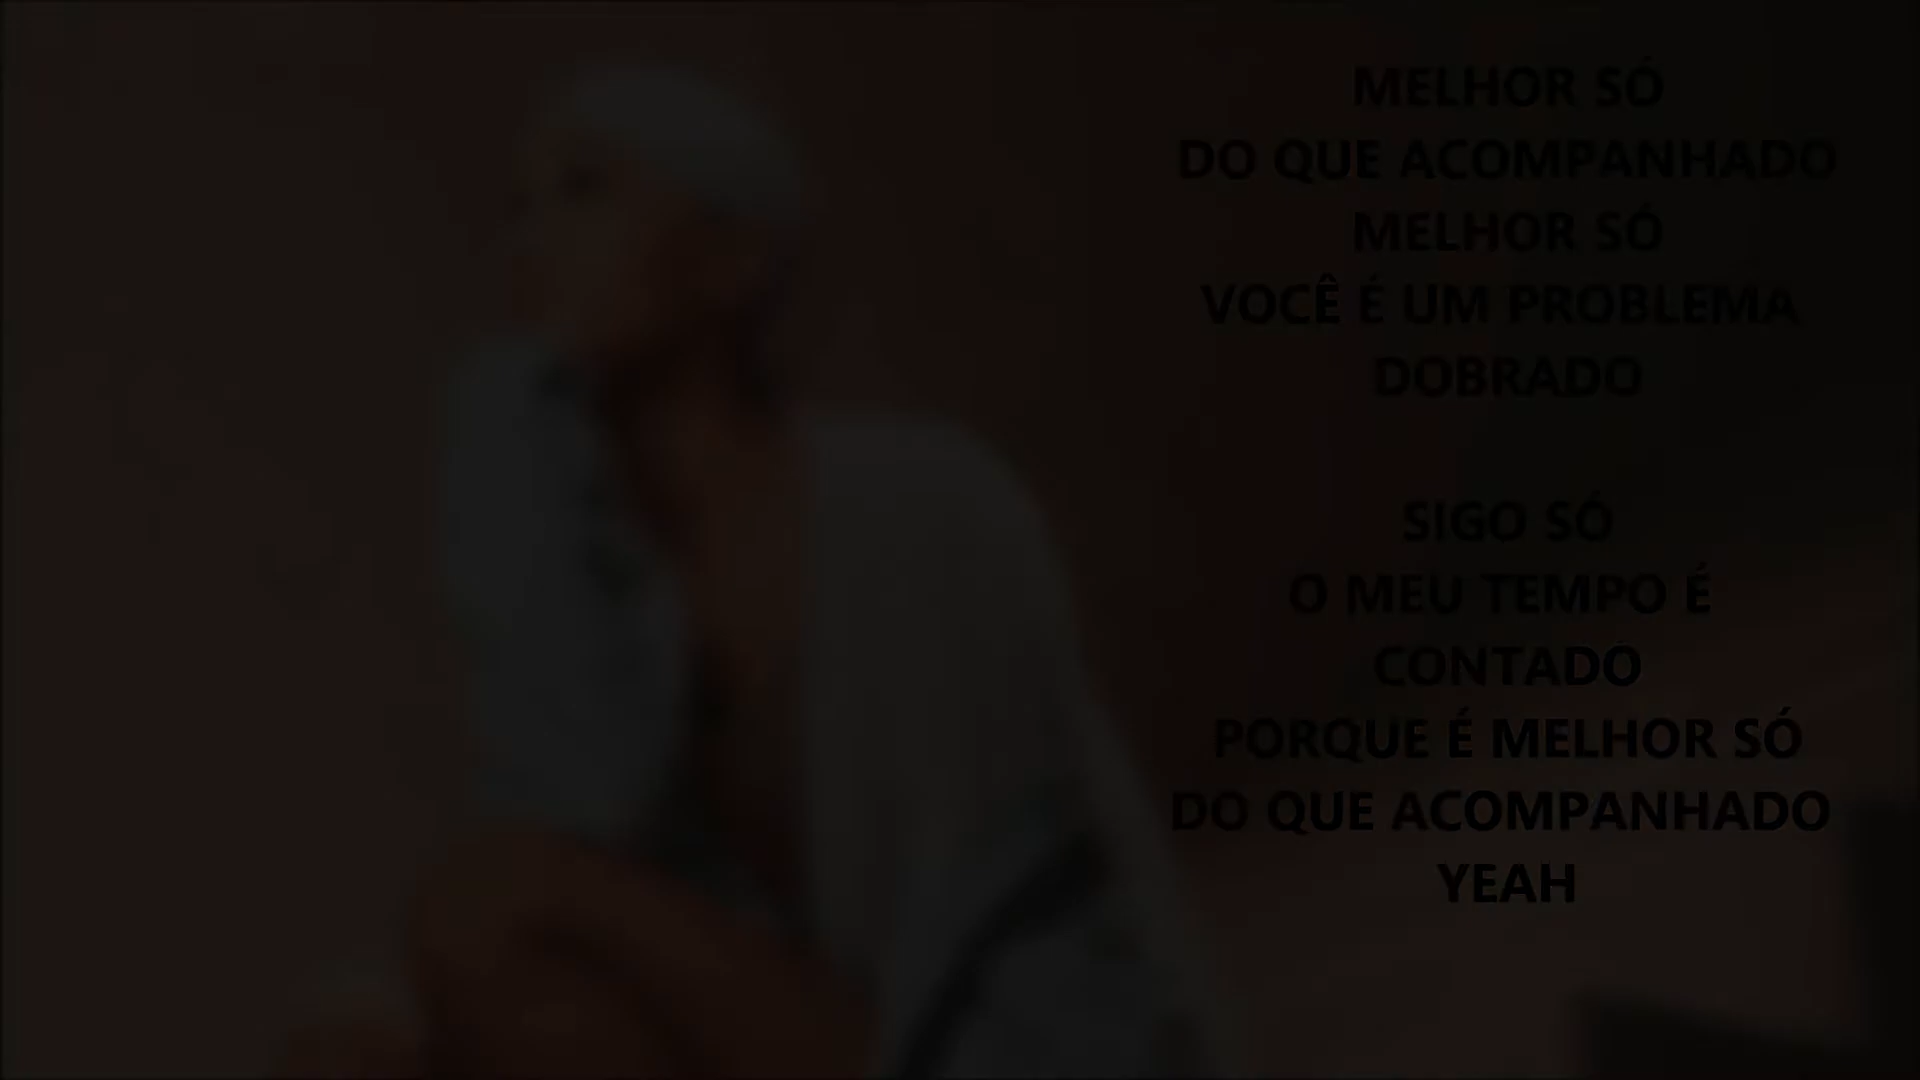 MELHOR SÓ
DO QUE ACOMPANHADO
MELHOR SÓ
VOCÊ É UM PROBLEMA
DOBRADO
SIGO SÓ
O MEU TEMPO É
CONTADO
PORQUE É MELHOR SÓ
DO QUE ACOMPANHADO
YEAH